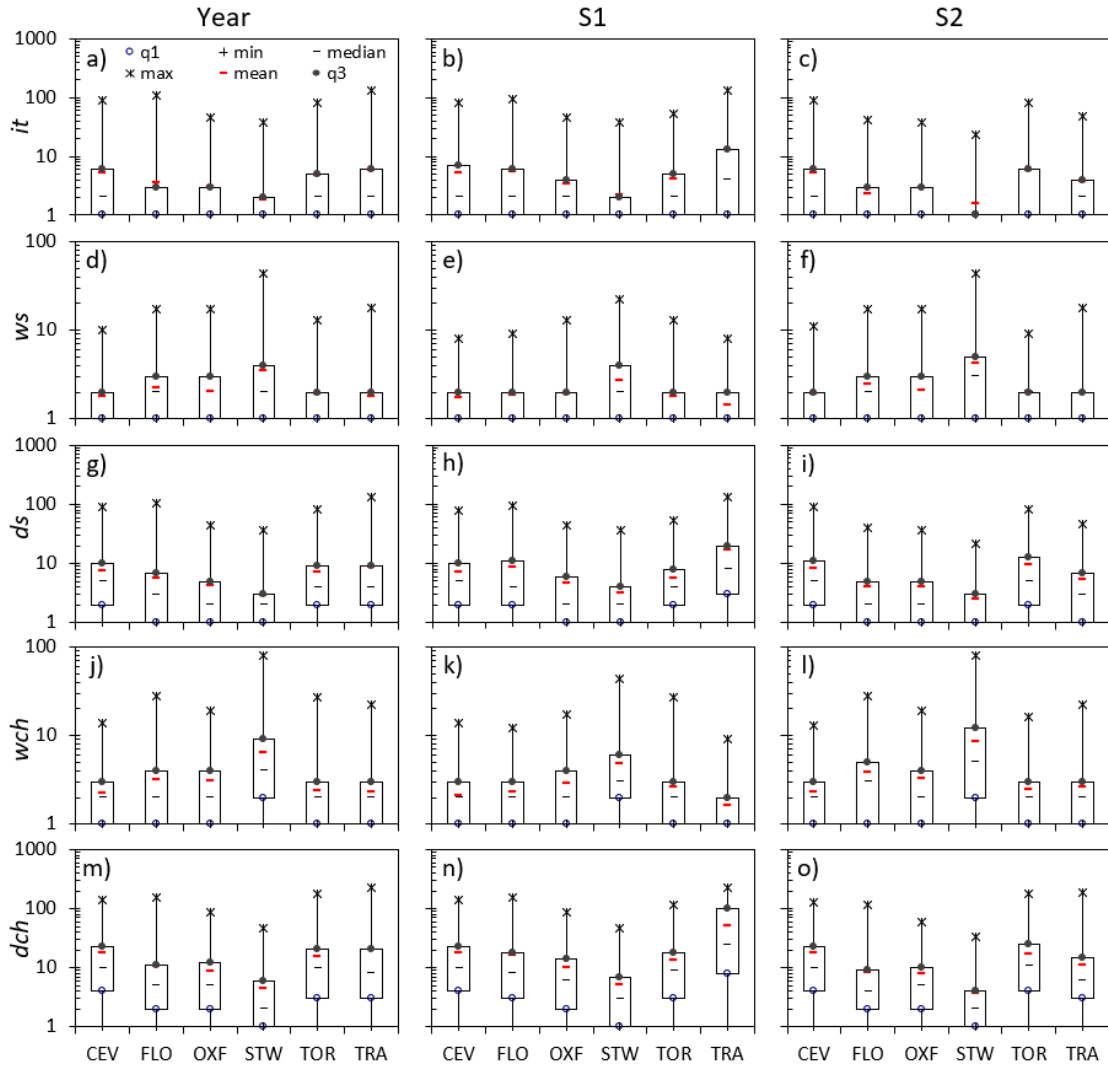 Year S1 S2
1000
a) q1 min median b) c)
max mean q3
100
it
10
1
100
d) e) f)
ws
10
1
1000
g) h) i)
100
ds
10
1
100
j) k) l)
wch
10
1
1000
m) n) o)
100
dch
10
1
CEV FLO OXF STW TOR TRA CEV FLO OXF STW TOR TRA CEV FLO OXF STW TOR TRA